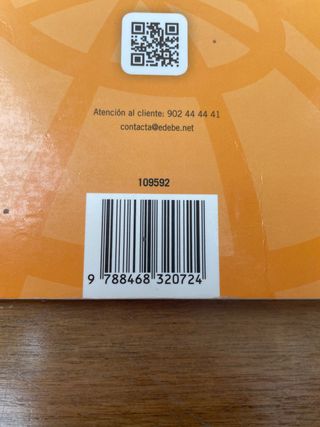 Atención al cliente: 902 44 44 41
contacta@edebe.net
109592
9 788468 320724